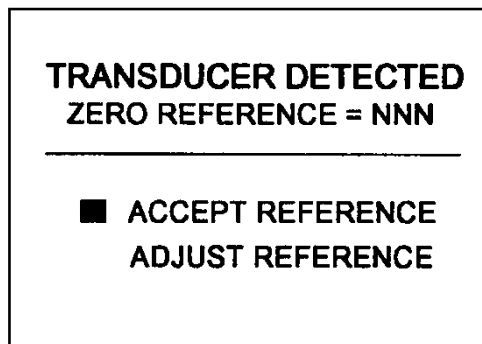 TRANSDUCER DETECTED
ZERO REFERENCE = NNN
ACCEPT REFERENCE
ADJUST REFERENCE